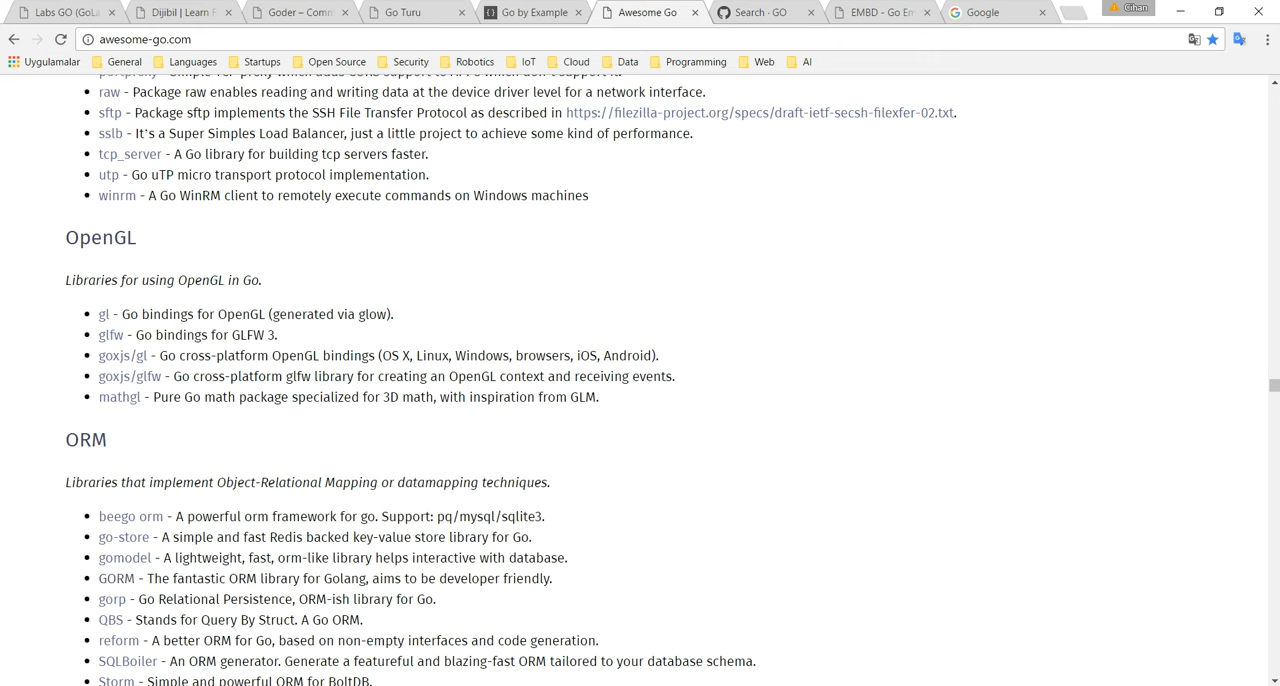 Labs GO (GoLa
Dijibil | Learn F
Goder – Comm
Go Turu
Go by Example
Awesome Go
Search · GO
EMBD - Go Em
Google
Cihan
awesome-go.com
Uygulamalar General Languages Startups Open Source Security Robotics IoT Cloud Data Programming Web AI
raw - Package raw enables reading and writing data at the device driver level for a network interface.
sftp - Package sftp implements the SSH File Transfer Protocol as described in https://filezilla-project.org/specs/draft-ietf-secsh-filexfer-02.txt.
sslb - It’s a Super Simples Load Balancer, just a little project to achieve some kind of performance.
tcp_server - A Go library for building tcp servers faster.
utp - Go uTP micro transport protocol implementation.
winrm - A Go WinRM client to remotely execute commands on Windows machines
OpenGL
Libraries for using OpenGL in Go.
gl - Go bindings for OpenGL (generated via glow).
glfw - Go bindings for GLFW 3.
goxjs/gl - Go cross-platform OpenGL bindings (OS X, Linux, Windows, browsers, iOS, Android).
goxjs/glfw - Go cross-platform glfw library for creating an OpenGL context and receiving events.
mathgl - Pure Go math package specialized for 3D math, with inspiration from GLM.
ORM
Libraries that implement Object-Relational Mapping or datamapping techniques.
beego orm - A powerful orm framework for go. Support: pq/mysql/sqlite3.
go-store - A simple and fast Redis backed key-value store library for Go.
gomodel - A lightweight, fast, orm-like library helps interactive with database.
GORM - The fantastic ORM library for Golang, aims to be developer friendly.
gorp - Go Relational Persistence, ORM-ish library for Go.
QBS - Stands for Query By Struct. A Go ORM.
reform - A better ORM for Go, based on non-empty interfaces and code generation.
SQLBoiler - An ORM generator. Generate a featureful and blazing-fast ORM tailored to your database schema.
Storm - Simple and powerful ORM for BoltDB.